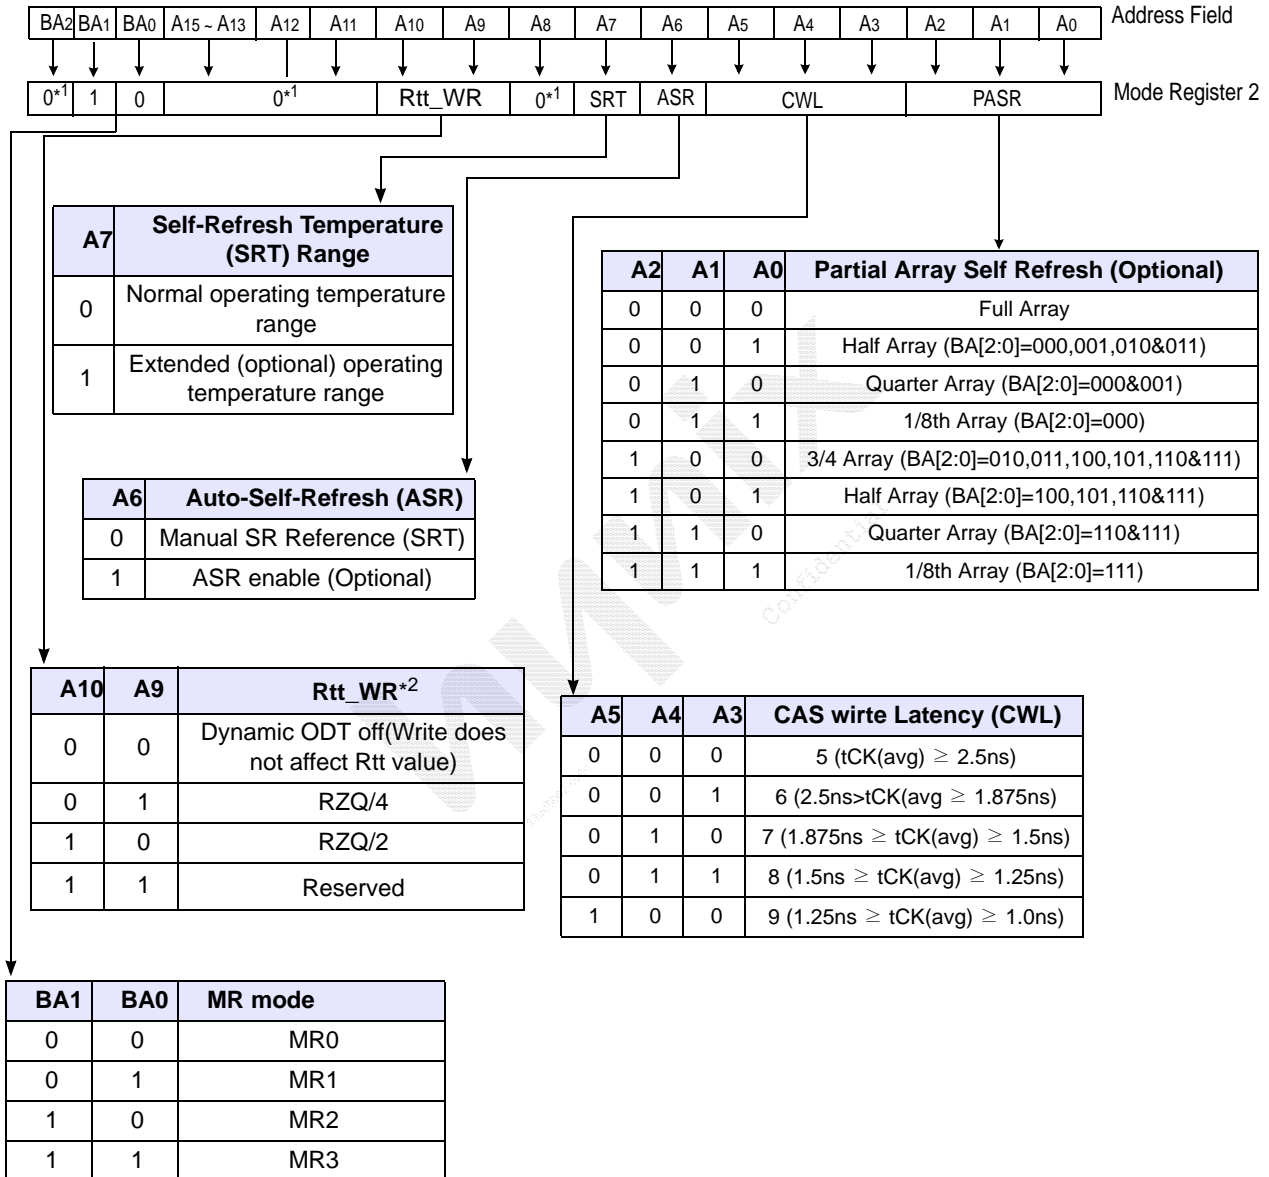 BA2 BA1 BA0 A15 ~ A13 A12 A11 A10 A9 A8 A7 A6 A5 A4 A3 A2 A1 A0 Address Field
0*1 1 0 0*1 Rtt_WR 0*1 SRT ASR CWL PASR Mode Register 2
A7 Self-Refresh Temperature
(SRT) Range
0 Normal operating temperature
range
1 Extended (optional) operating
temperature range
A2 A1 A0 Partial Array Self Refresh (Optional)
0 0 0 Full Array
0 0 1 Half Array (BA[2:0]=000,001,010&011)
0 1 0 Quarter Array (BA[2:0]=000&001)
0 1 1 1/8th Array (BA[2:0]=000)
1 0 0 3/4 Array (BA[2:0]=010,011,100,101,110&111)
1 0 1 Half Array (BA[2:0]=100,101,110&111)
1 1 0 Quarter Array (BA[2:0]=110&111)
1 1 1 1/8th Array (BA[2:0]=111)
A6 Auto-Self-Refresh (ASR)
0 Manual SR Reference (SRT)
1 ASR enable (Optional)
Confidential
A10 A9 Rtt_WR*2
0 0 Dynamic ODT off(Write does
not affect Rtt value)
0 1 RZQ/4
1 0 RZQ/2
1 1 Reserved
A5 A4 A3 CAS wirte Latency (CWL)
0 0 0 5 (tCK(avg) ≥ 2.5ns)
0 0 1 6 (2.5ns>tCK(avg ≥ 1.875ns)
0 1 0 7 (1.875ns ≥ tCK(avg) ≥ 1.5ns)
0 1 1 8 (1.5ns ≥ tCK(avg) ≥ 1.25ns)
1 0 0 9 (1.25ns ≥ tCK(avg) ≥ 1.0ns)
BA1 BA0 MR mode
0 0 MR0
0 1 MR1
1 0 MR2
1 1 MR3